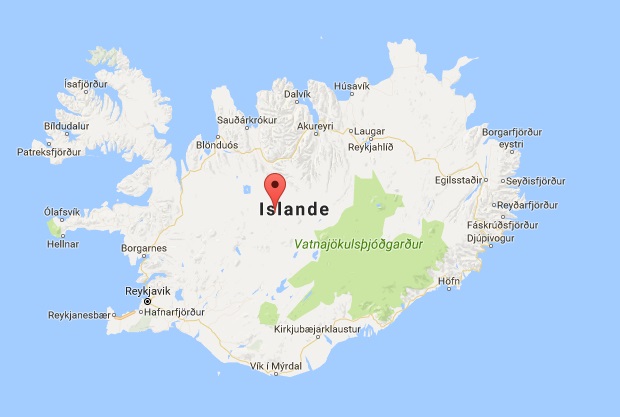 Ísafjörður
Húsavík
Dalvík
Bíldudalur
Sauðárkrókur
Akureyri
Laugar
Borgarfjörður
eystri
Patreksfjörður
Blönduós
Reykjahlíð
Egilsstaðir
Seyðisfjörður
Islande
Reyðarfjörður
Ólafsvík
Fáskrúðsfjörður
Hellnar
Djúpivogur
Vatnajökulsþjóðgarður
Borgarnes
Höfn
Reykjavik
Reykjanesbær
Hafnarfjörður
Kirkjubæjarklaustur
Vík í Mýrdal